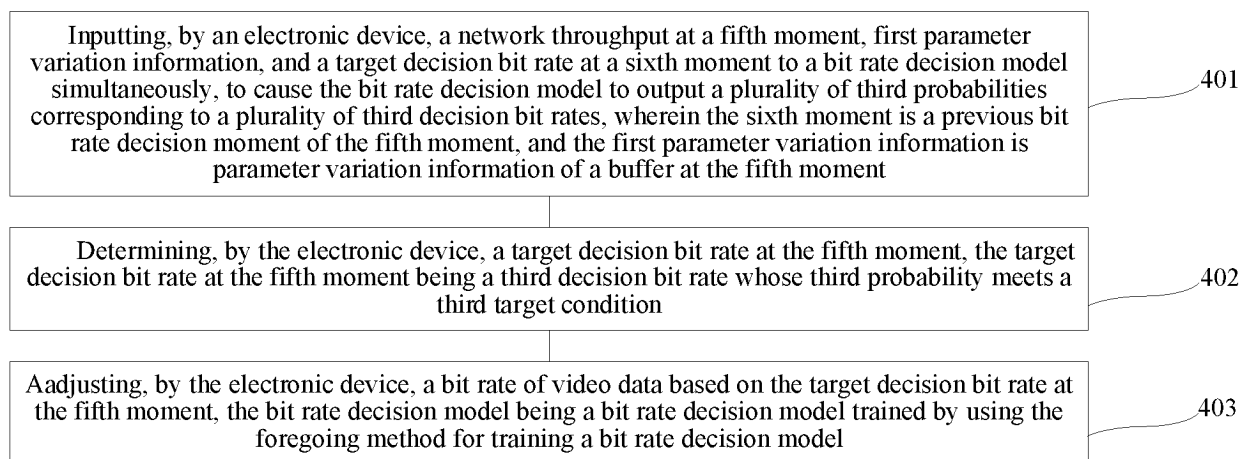 Inputting, by an electronic device, a network throughput at a fifth moment, first parameter
variation information, and a target decision bit rate at a sixth moment to a bit rate decision model
simultaneously, to cause the bit rate decision model to output a plurality of third probabilities
corresponding to a plurality of third decision bit rates, wherein the sixth moment is a previous bit
rate decision moment of the fifth moment, and the first parameter variation information is
parameter variation information of a buffer at the fifth moment
401
Determining, by the electronic device, a target decision bit rate at the fifth moment, the target
decision bit rate at the fifth moment being a third decision bit rate whose third probability meets a
third target condition
402
Aadjusting, by the electronic device, a bit rate of video data based on the target decision bit rate at
the fifth moment, the bit rate decision model being a bit rate decision model trained by using the
foregoing method for training a bit rate decision model
403